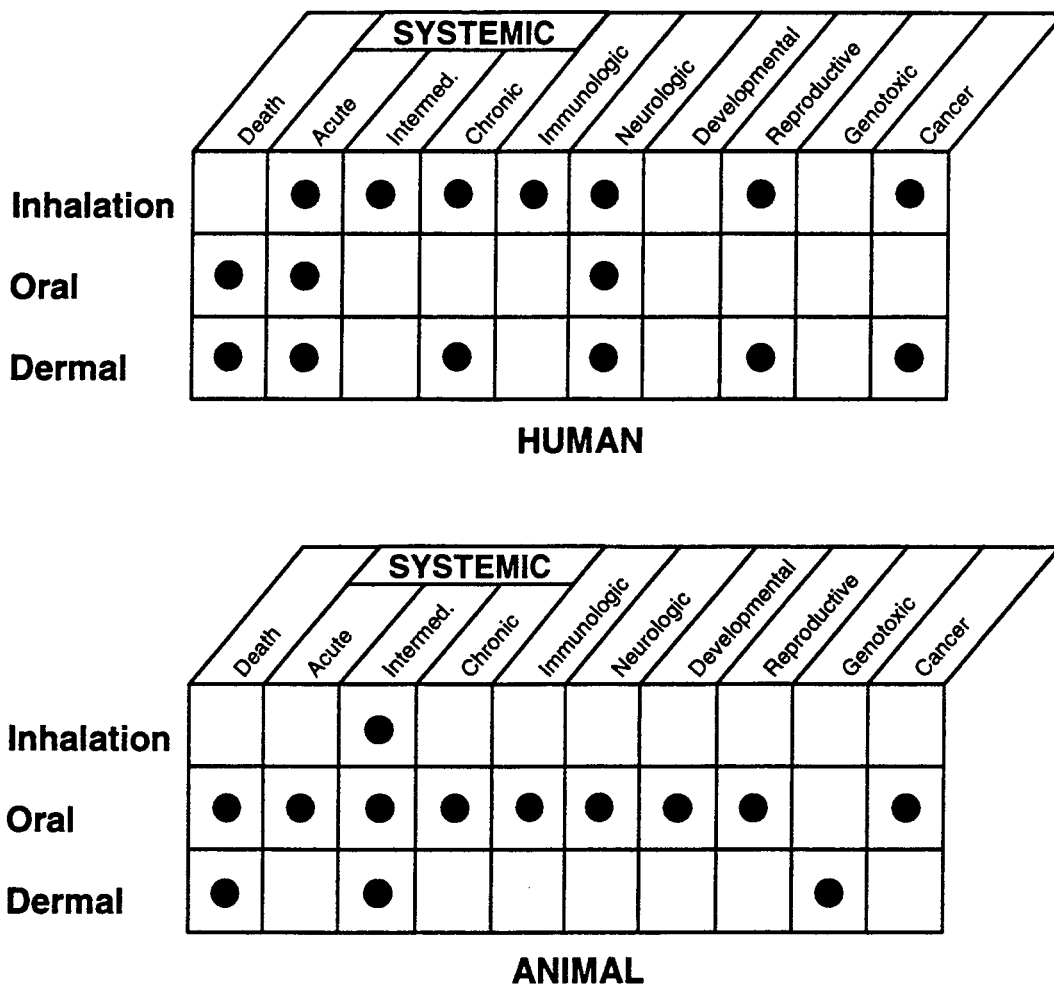 SYSTEMIC
Death Acute Intermed. Chronic Immunologic Neurologic Developmental Reproductive Genotoxic Cancer
Inhalation
Oral
Dermal
HUMAN
SYSTEMIC
Death Acute Intermed. Chronic Immunologic Neurologic Developmental Reproductive Genotoxic Cancer
Inhalation
Oral
Dermal
ANIMAL